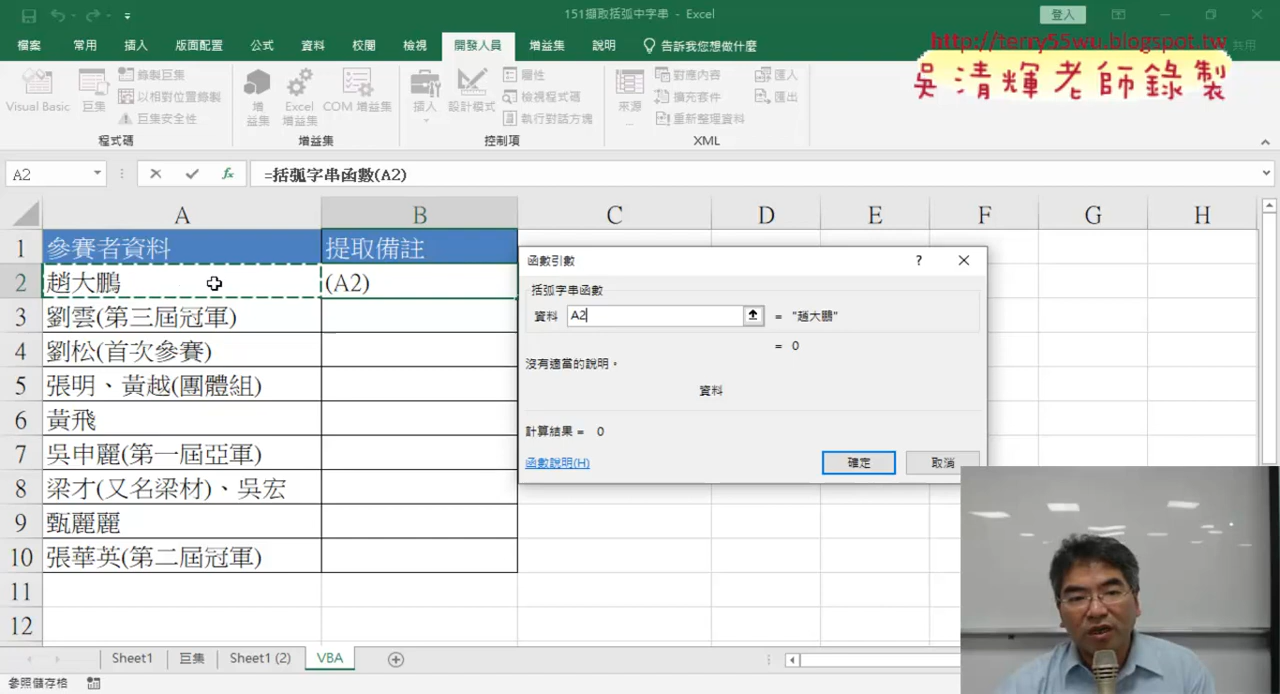 151擷取括弧中字串 - Excel
登入
檔案 常用 插入 版面配置 公式 資料 校閱 檢視 開發人員 增益集 說明 告訴我您想做什麼
http://terry55wu.blogspot.tw
共用
吳清輝老師錄製
Visual Basic 巨集 錄製巨集 以相對位置錄製 巨集安全性
增益集 Excel 增益集 COM 增益集
插入 設計模式 屬性 檢視程式碼 執行對話方塊
來源 對應內容 擴充套件 重新整理資料 匯入 匯出
程式碼 增益集 控制項 XML
A2 fx =括弧字串函數(A2)
A B C D E F G H
1 參賽者資料 提取備註
2 趙大鵬 (A2)
3 劉雲(第三屆冠軍)
4 劉松(首次參賽)
5 張明、黃越(團體組)
6 黃飛
7 吳申麗(第一屆亞軍)
8 梁才(又名梁材)、吳宏
9 甄麗麗
10 張華英(第二屆冠軍)
11
12
函數引數 ?
括弧字串函數
資料 A2 = "趙大鵬"
= 0
沒有適當的說明。
資料
計算結果 = 0
函數說明(H) 確定 取消
Sheet1 巨集 Sheet1 (2) VBA
參照儲存格